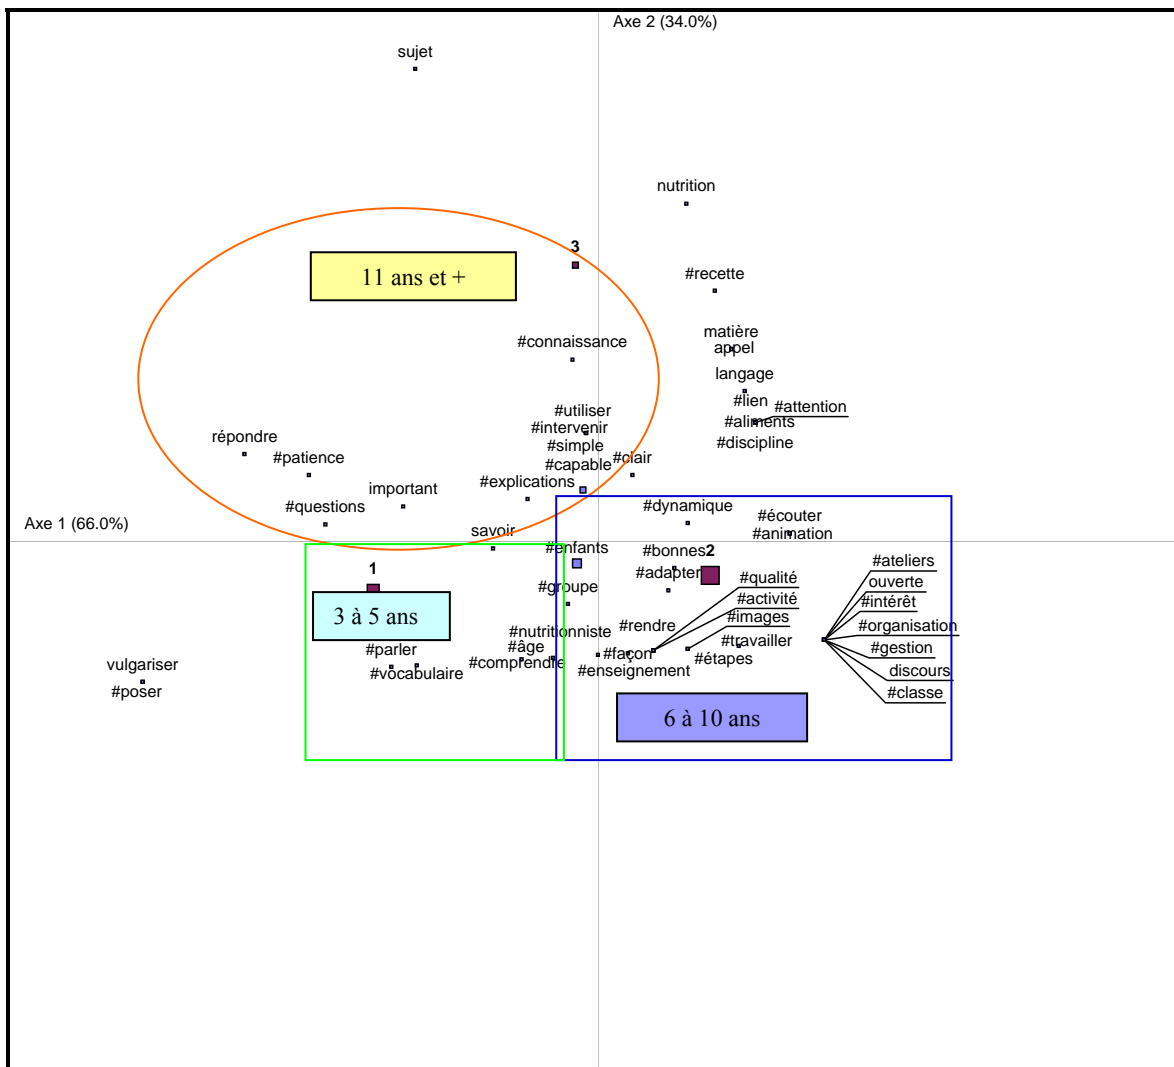 Axe 2 (34.0%)
sujet
nutrition
3
11 ans et +
#recette
matière
appel
#connaissance
langage
#lien
#attention
#utiliser
#aliments
#intervenir
#discipline
répondre
#simple
#patience
#capable
#clair
#explications
important
#questions
#dynamique
#écouter
Axe 1 (66.0%)
savoir
#animation
#enfants
#bonnes
2
#ateliers
1
#adapter
#qualité
ouverte
#groupe
#activité
#intérêt
3 à 5 ans
#images
#organisation
#nutritionniste
#rendre
#travailler
#gestion
#parler
#âge
#façon
#étapes
vulgariser
#vocabulaire
#comprendre
#enseignement
discours
#poser
#classe
6 à 10 ans